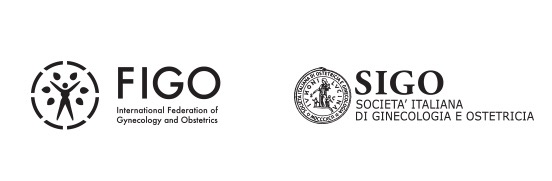 FIGO
International Federation of
Gynecology and Obstetrics
SIGO
SOCIETA' ITALIANA
DI GINECOLOGIA E OSTETRICIA